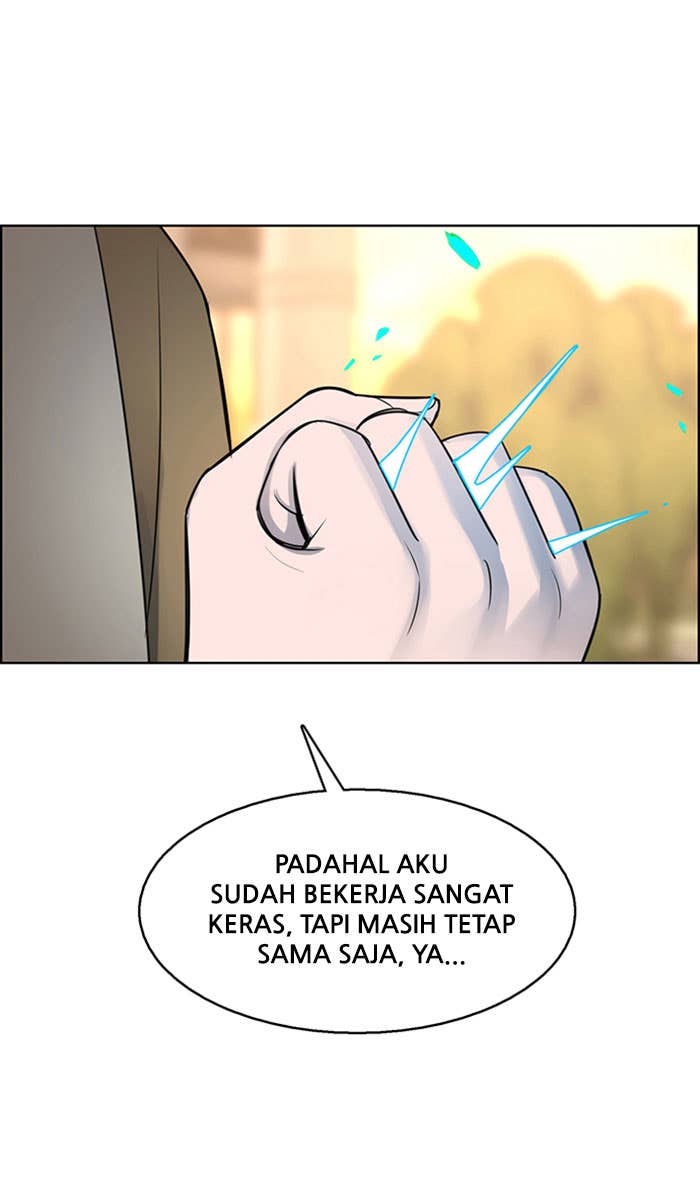 PADAHAL AKU
SUDAH BEKERJA SANGAT
KERAS, TAPI MASIH TETAP
SAMA SAJA, YA...